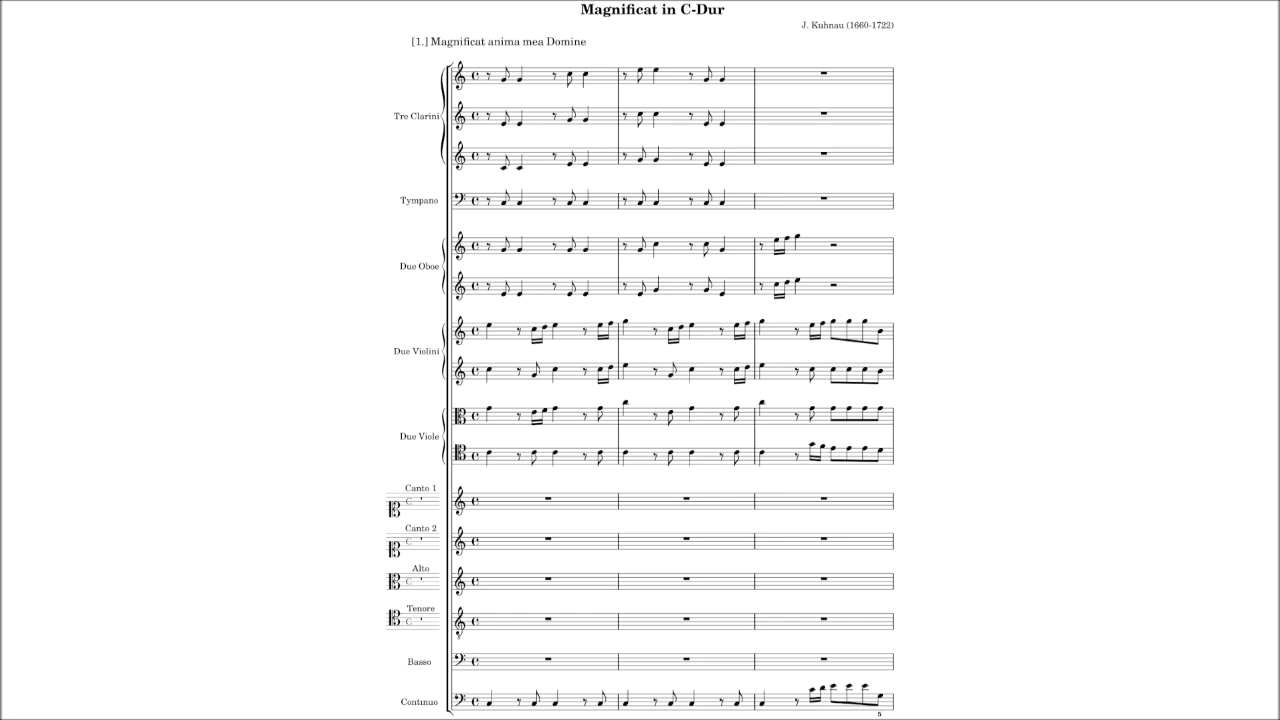 Magnificat in C-Dur
J. Kuhnau (1660-1722)
[1.] Magnificat anima mea Domine
Tre Clarini
Tympano
Due Oboe
Due Violini
Due Viole
Canto 1
Canto 2
Alto
Tenore
Basso
Continuo
5